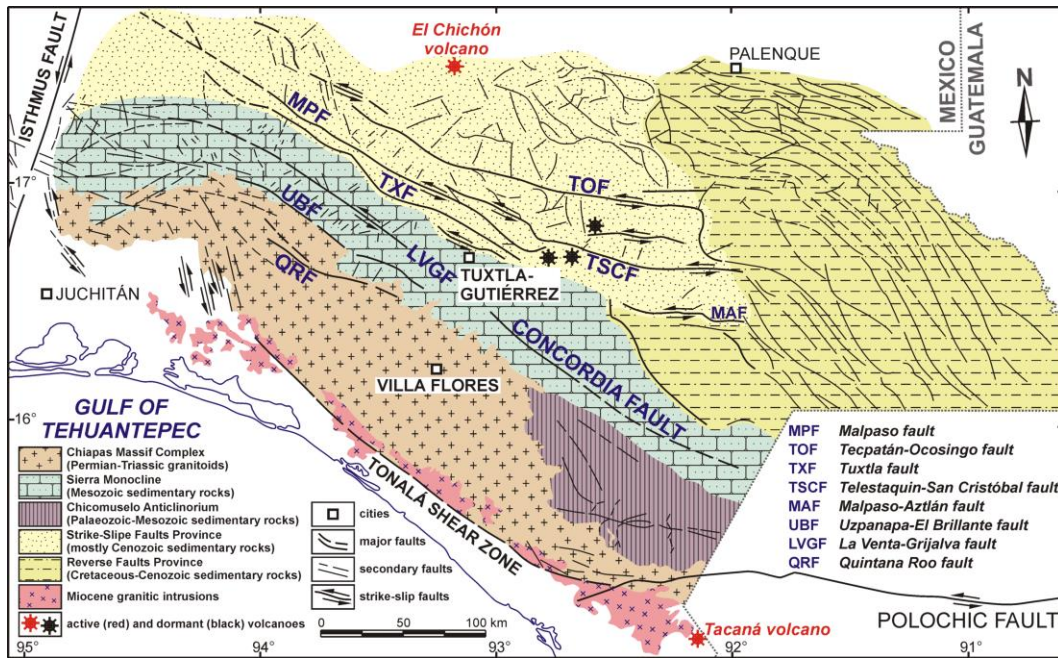 El Chichón
volcano
PALENQUE
MEXICO
GUATEMALA
N
ISTHMUS FAULT
MPF
17°
TXF
TOF
UBF
LVGF
TSCF
TUXTLA-
GUTIÉRREZ
QRF
MAF
JUCHITÁN
CONCORDIA FAULT
VILLA FLORES
16°
GULF OF
TEHUANTEPEC
TONALÁ SHEAR ZONE
Chiapas Massif Complex
(Permian-Triassic granitoids)
Sierra Monocline
(Mesozoic sedimentary rocks)
Chicomuselo Anticlinorium
(Palaeozoic-Mesozoic sedimentary rocks)
Strike-Slip Faults Province
(mostly Cenozoic sedimentary rocks)
Reverse Faults Province
(Cretaceous-Cenozoic sedimentary rocks)
Miocene granitic intrusions
active (red) and dormant (black) volcanoes
cities
major faults
secondary faults
strike-slip faults
0 50 100 km
MPF Malpaso fault
TOF Tecpatán-Ocosingo fault
TXF Tuxtla fault
TSCF Telestaquin-San Cristóbal fault
MAF Malpaso-Aztlán fault
UBF Uzpanapa-El Brillante fault
LVGF La Venta-Grijalva fault
QRF Quintana Roo fault
POLOCHIC FAULT
Tacaná volcano
95° 94° 93° 92° 91°